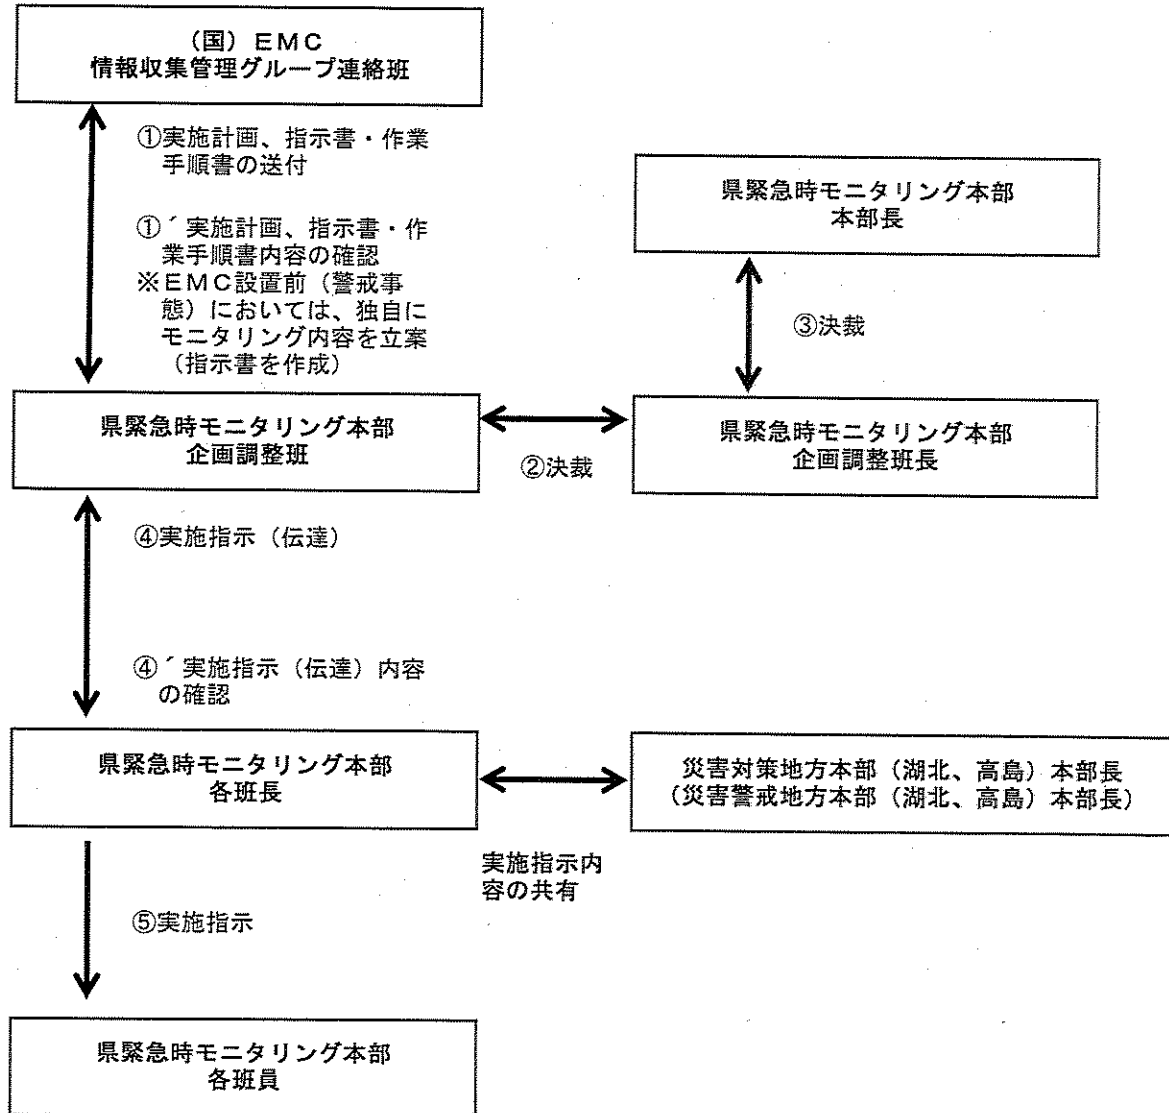 (国)EMC
情報収集管理グループ連絡班
①実施計画、指示書・作業
手順書の送付
①´実施計画、指示書・作
業手順書内容の確認
※EMC設置前(警戒事
態)においては、独自に
モニタリング内容を立案
(指示書を作成)
県緊急時モニタリング本部
本部長
③決裁
県緊急時モニタリング本部
企画調整班
②決裁
県緊急時モニタリング本部
企画調整班長
④実施指示(伝達)
④´実施指示(伝達)内容
の確認
県緊急時モニタリング本部
各班長
災害対策地方本部(湖北、高島)本部長
(災害警戒地方本部(湖北、高島)本部長)
実施指示内
容の共有
⑤実施指示
県緊急時モニタリング本部
各班員